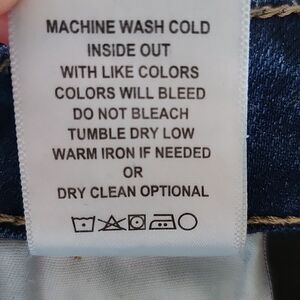 MACHINE WASH COLD
INSIDE OUT
WITH LIKE COLORS
COLORS WILL BLEED
DO NOT BLEACH
TUMBLE DRY LOW
WARM IRON IF NEEDED
OR
DRY CLEAN OPTIONAL